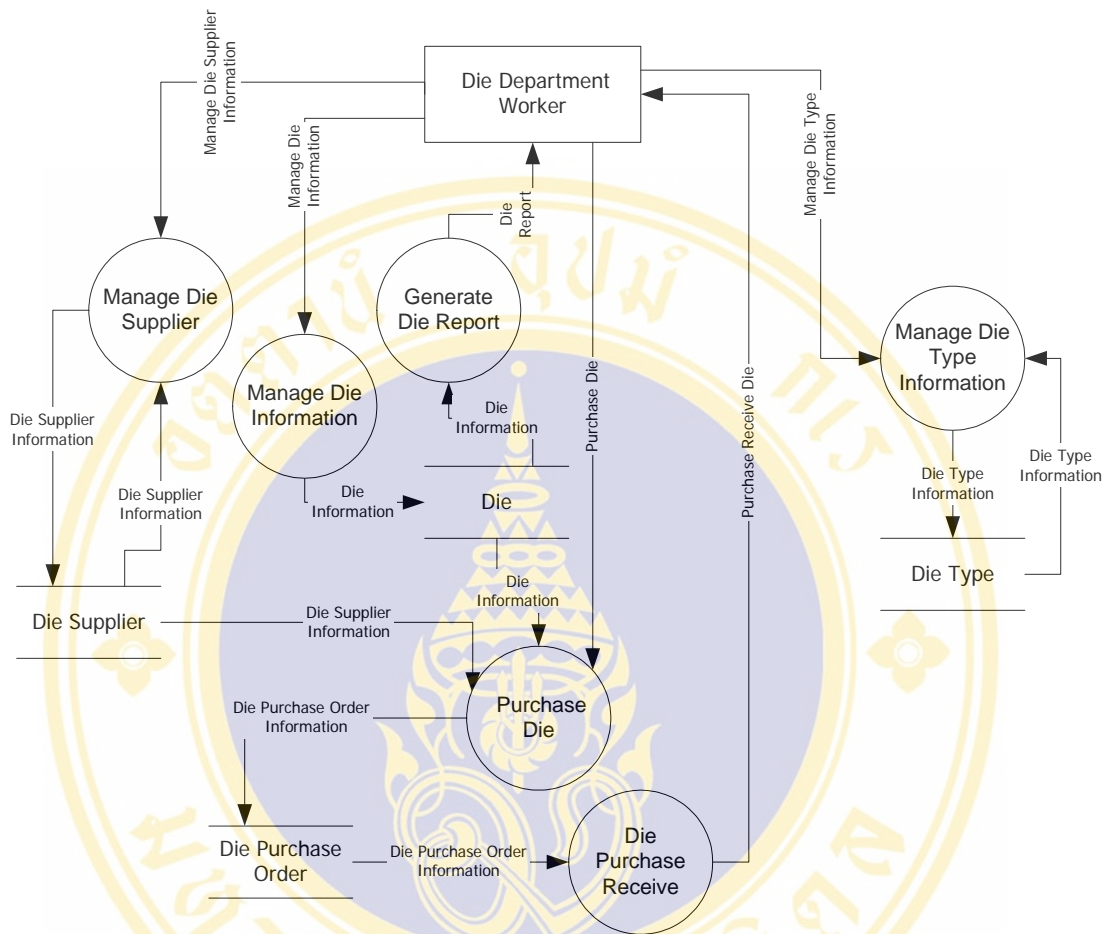 Die Department
Worker
Manage Die Supplier
Information
Manage Die
Information
Die
Report
Purchase Die
Purchase Receive Die
Manage Die Type
Information
Manage Die
Supplier
Generate
Die Report
Manage Die
Information
Manage Die
Type
Information
Die Supplier
Information
Die Supplier
Information
Die
Information
Die
Information
Die
Die
Information
Die Type
Information
Die Type
Information
Die Type
Die Supplier
Die Supplier
Information
Purchase
Die
Die Purchase Order
Information
Die Purchase
Order
Die Purchase Order
Information
Die
Purchase
Receive